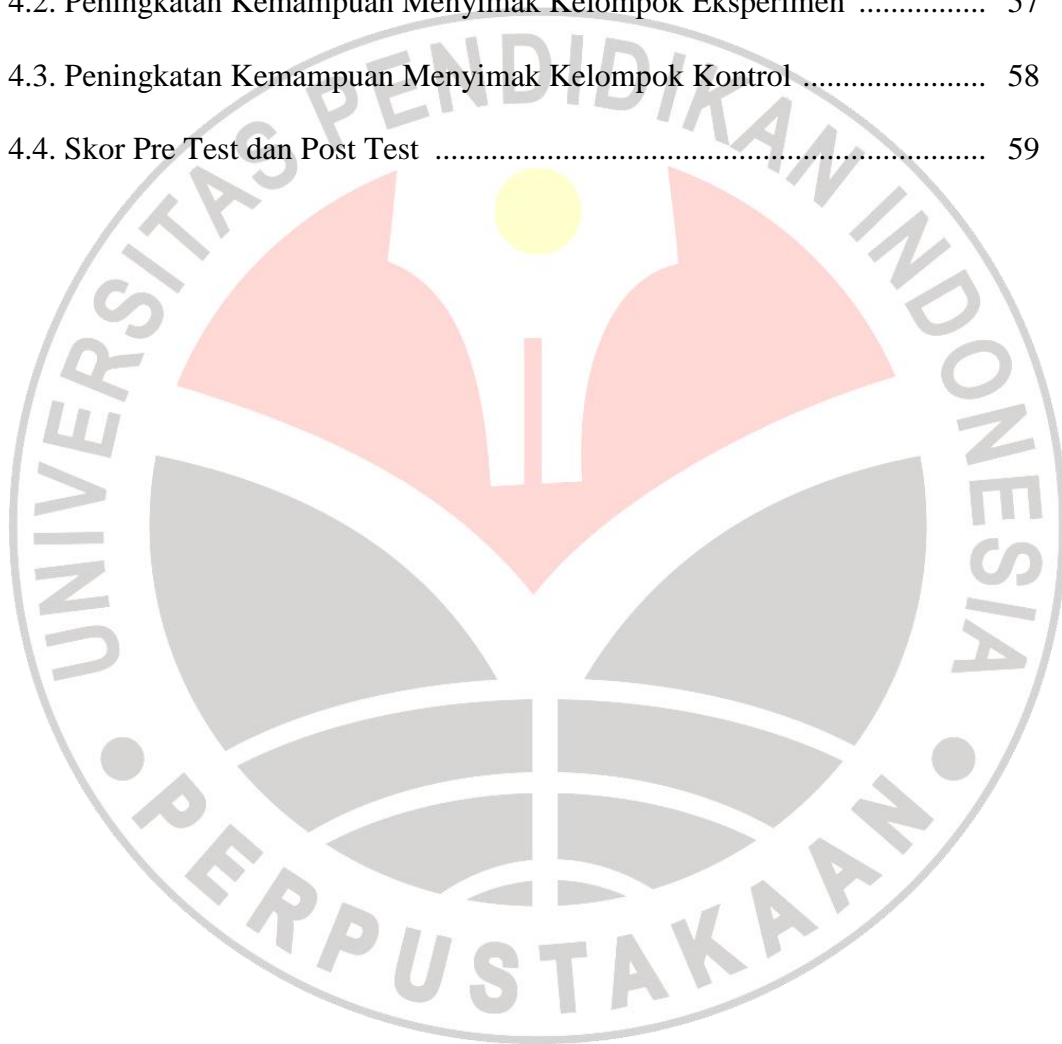 4.2. Peningkatan Kemampuan Menyimak Kelompok Eksperimen ............... 57
4.3. Peningkatan Kemampuan Menyimak Kelompok Kontrol ...................... 58
4.4. Skor Pre Test dan Post Test .................................................................. 59
UNIVERSITAS PENDIDIKAN INDONESIA
• PERPUSTAKAAN •